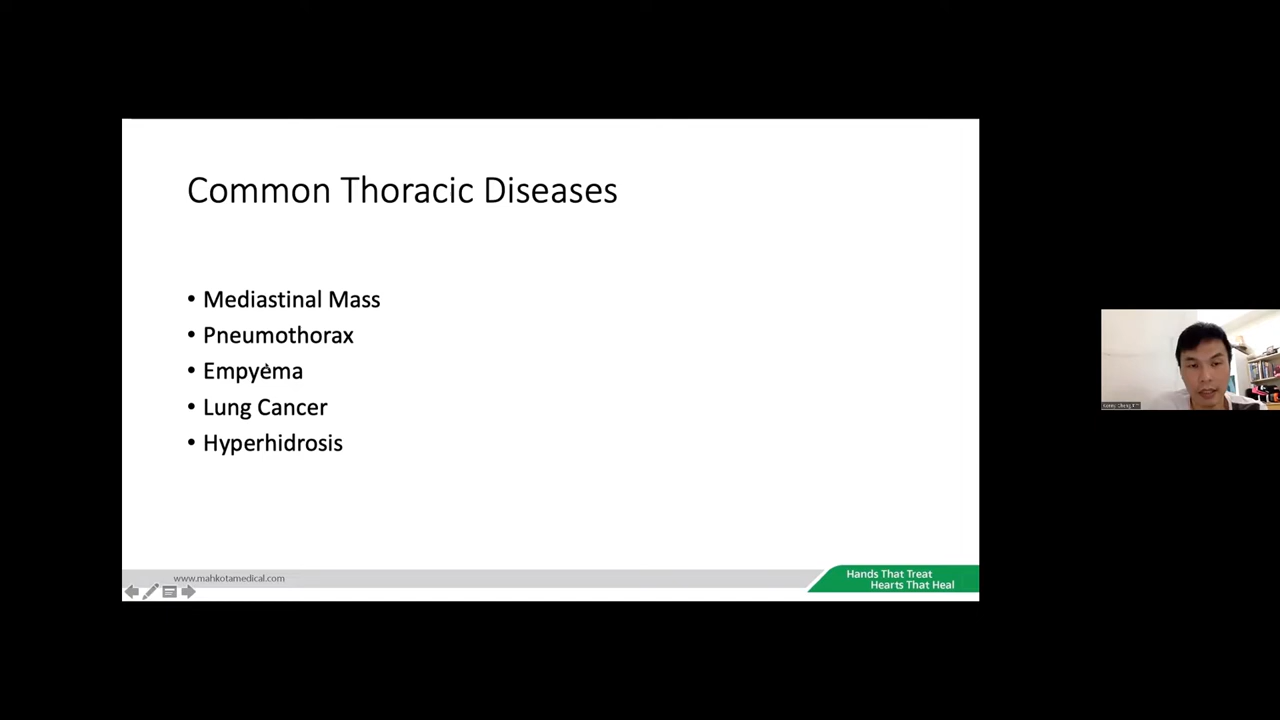 Common Thoracic Diseases
• Mediastinal Mass
• Pneumothorax
• Empyema
• Lung Cancer
• Hyperhidrosis
www.mahkotamedical.com
Hands That Treat
Hearts That Heal